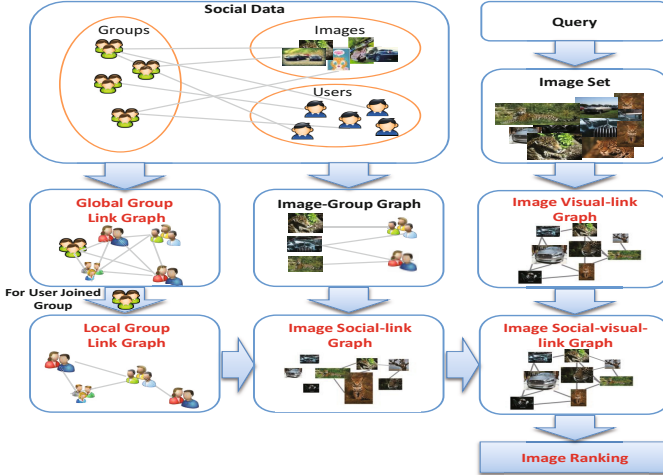 Social Data
Groups
Images
Users
Query
Image Set
Global Group
Link Graph
Image-Group Graph
Image Visual-link
Graph
For User Joined
Group
Local Group
Link Graph
Image Social-link
Graph
Image Social-visual-
link Graph
Image Ranking